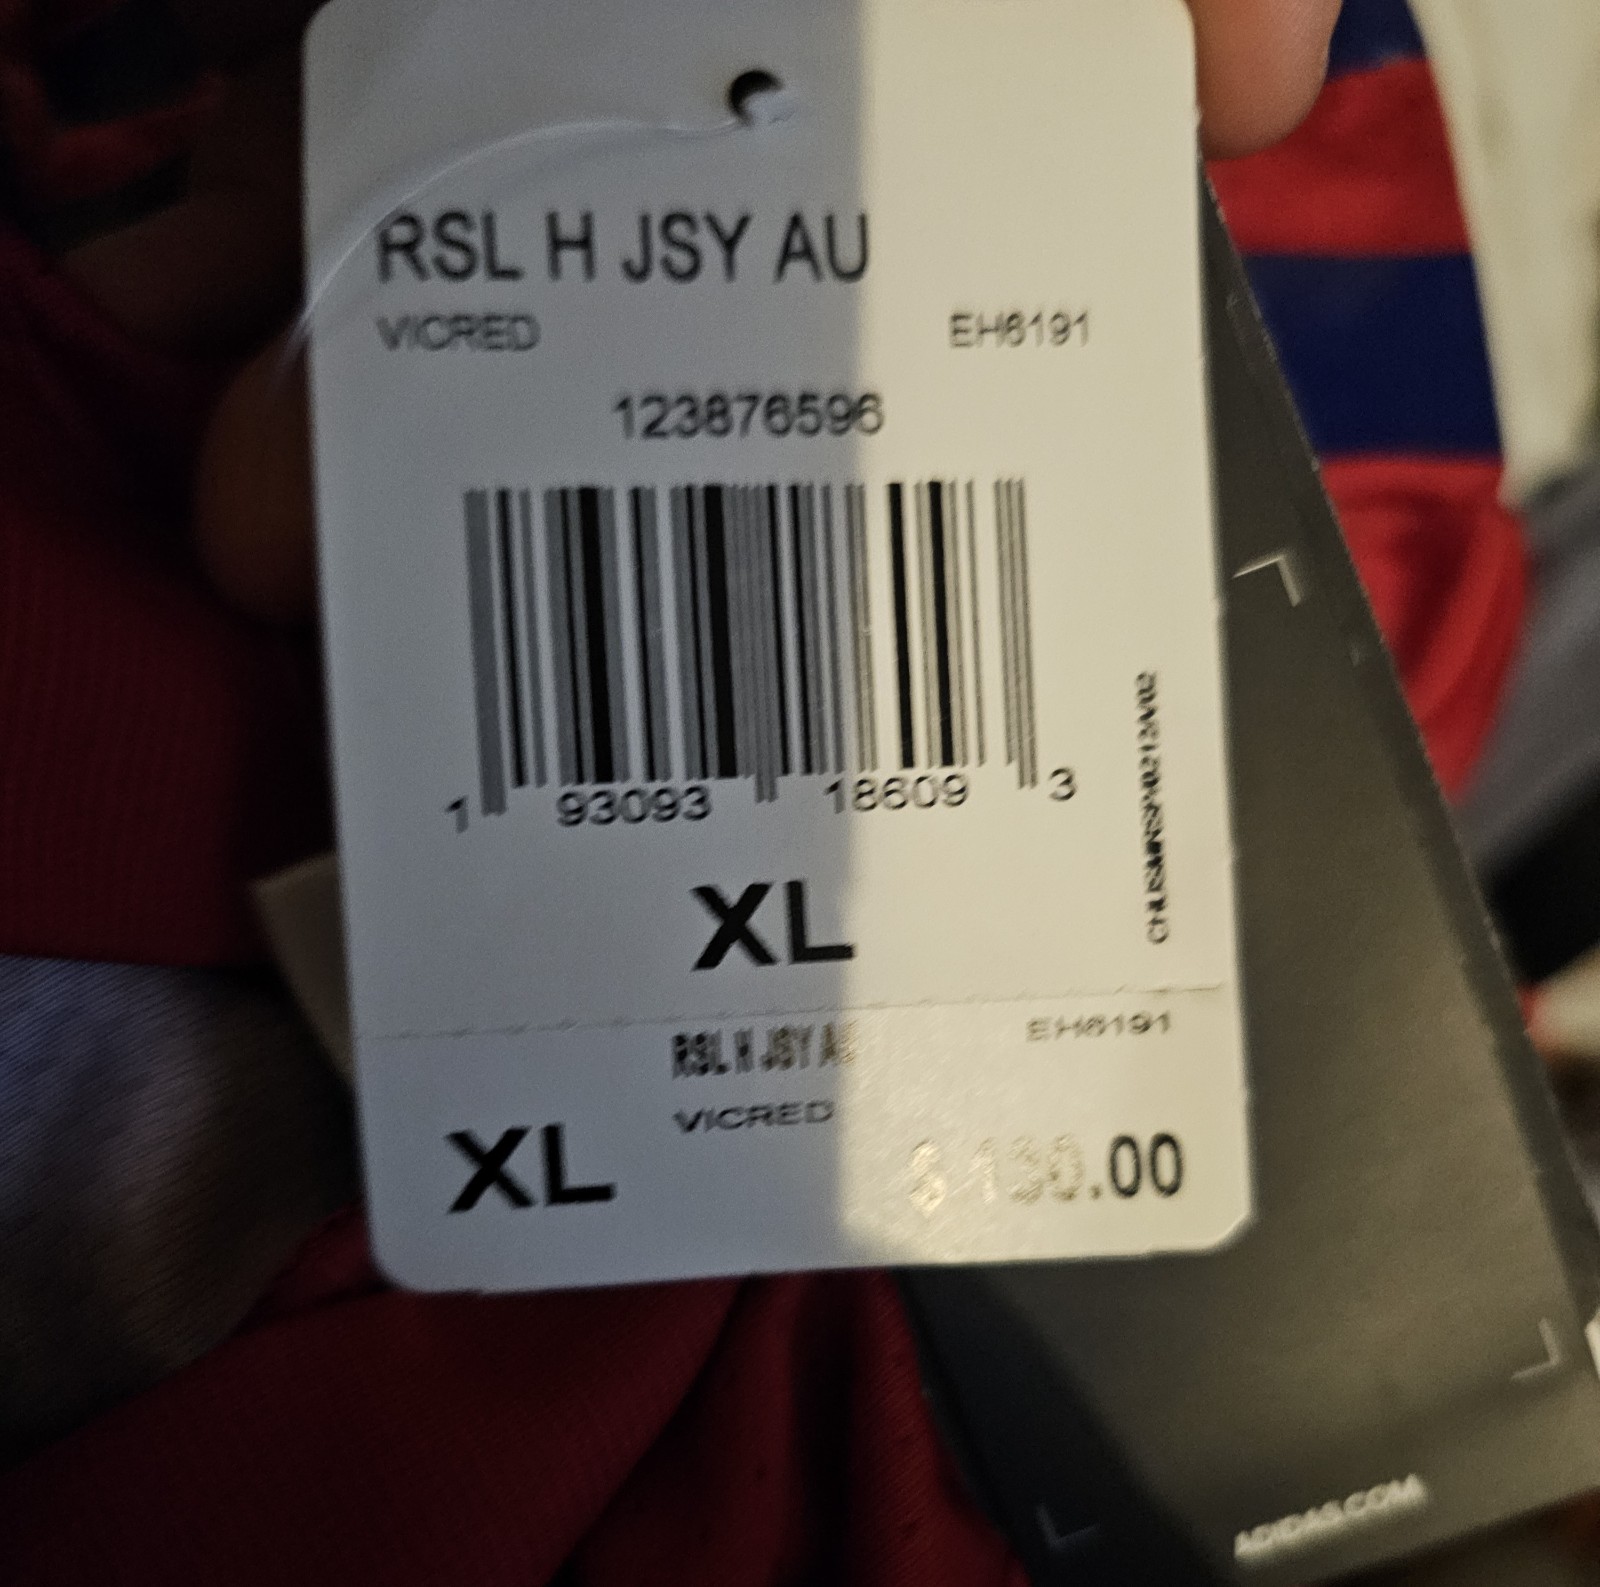 RSL H JSY AU
VICRED EH6191
123876596
1 93093 18609 3
XL
RSL H JSY AU EH6191
VICRED
XL .00
ADIDAS.COM